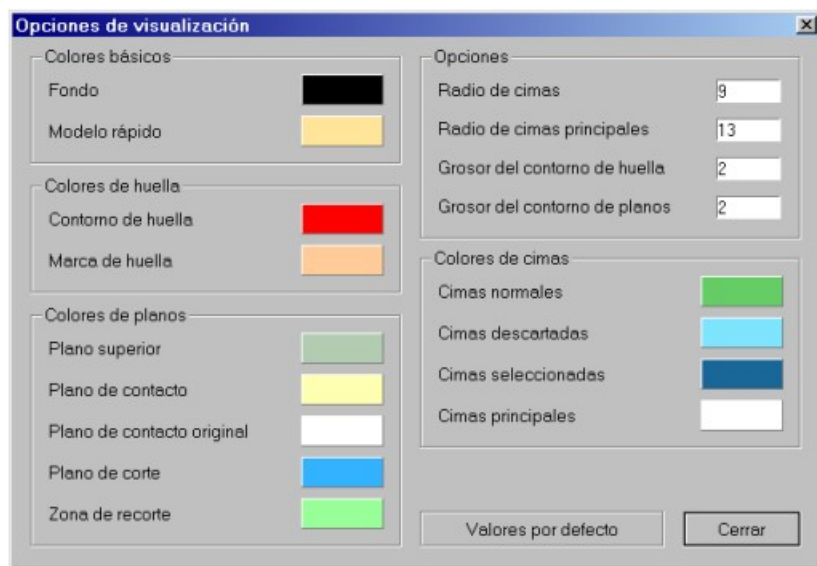 Opciones de visualización
Colores básicos
Fondo
Modelo rápido
Colores de huella
Contorno de huella
Marca de huella
Colores de planos
Plano superior
Plano de contacto
Plano de contacto original
Plano de corte
Zona de recorte
Opciones
Radio de cimas 9
Radio de cimas principales 13
Grosor del contorno de huella 2
Grosor del contorno de planos 2
Colores de cimas
Cimas normales
Cimas descartadas
Cimas seleccionadas
Cimas principales
Valores por defecto
Cerrar